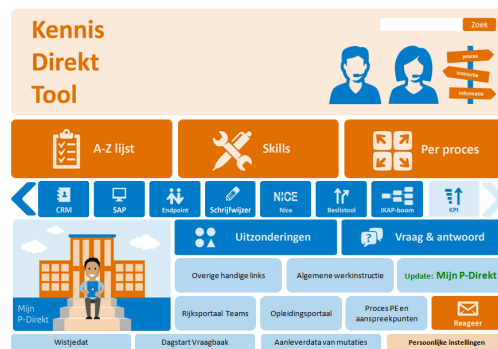 Kennis
Direkt
Tool
Zoek
proces
instructie
informatie
A-Z lijst
Skills
Per proces
CRM
SAP
Endpoint
Schrijfwijzer
NICE
Nice
Beslistool
IKAP-boom
KPI
Uitzonderingen
Vraag & antwoord
Mijn
P-Direkt
Overige handige links
Algemene werkinstructie
Update: Mijn P-Direkt
Rijksportaal Teams
Opleidingsportaal
Proces PE en
aanspreekpunten
Reageer
Wistjedat
Dagstart Vraagbaak
Aanleverdata van mutaties
Persoonlijke instellingen